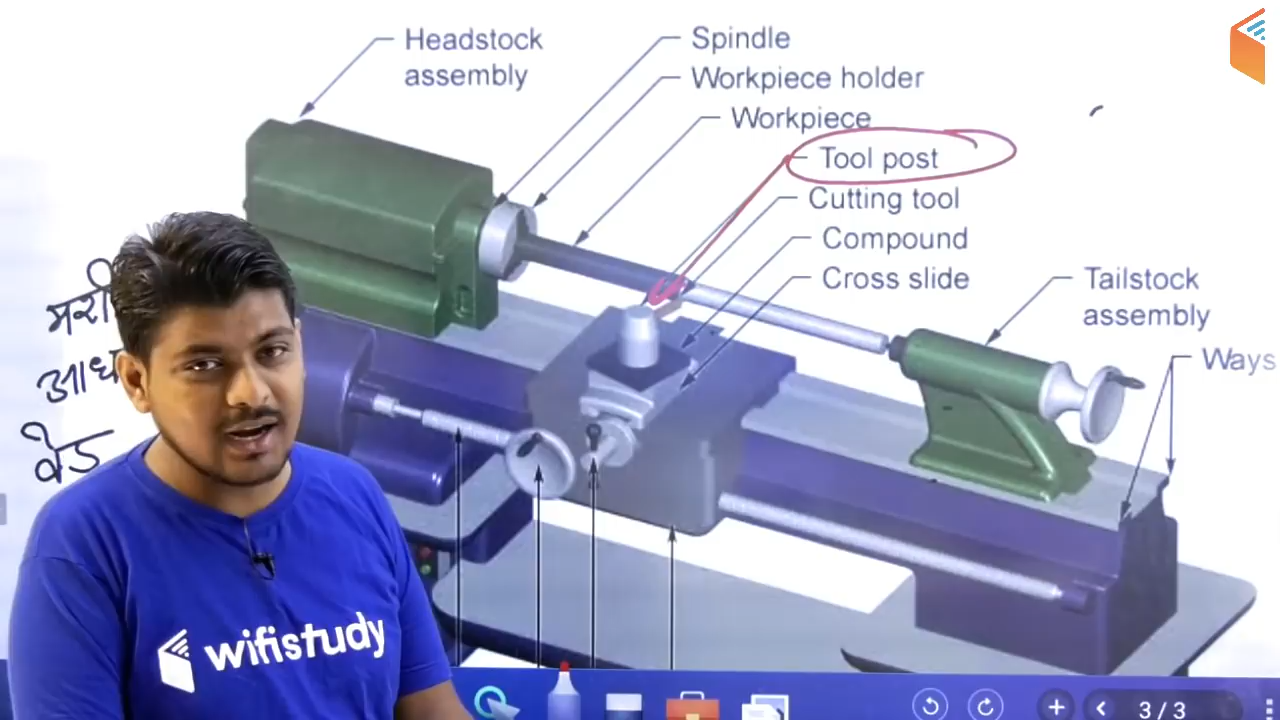 Headstock
assembly
Spindle
Workpiece holder
Workpiece
Tool post
Cutting tool
Compound
Cross slide
Tailstock
assembly
Ways
बेड
wifistudy
3 / 3